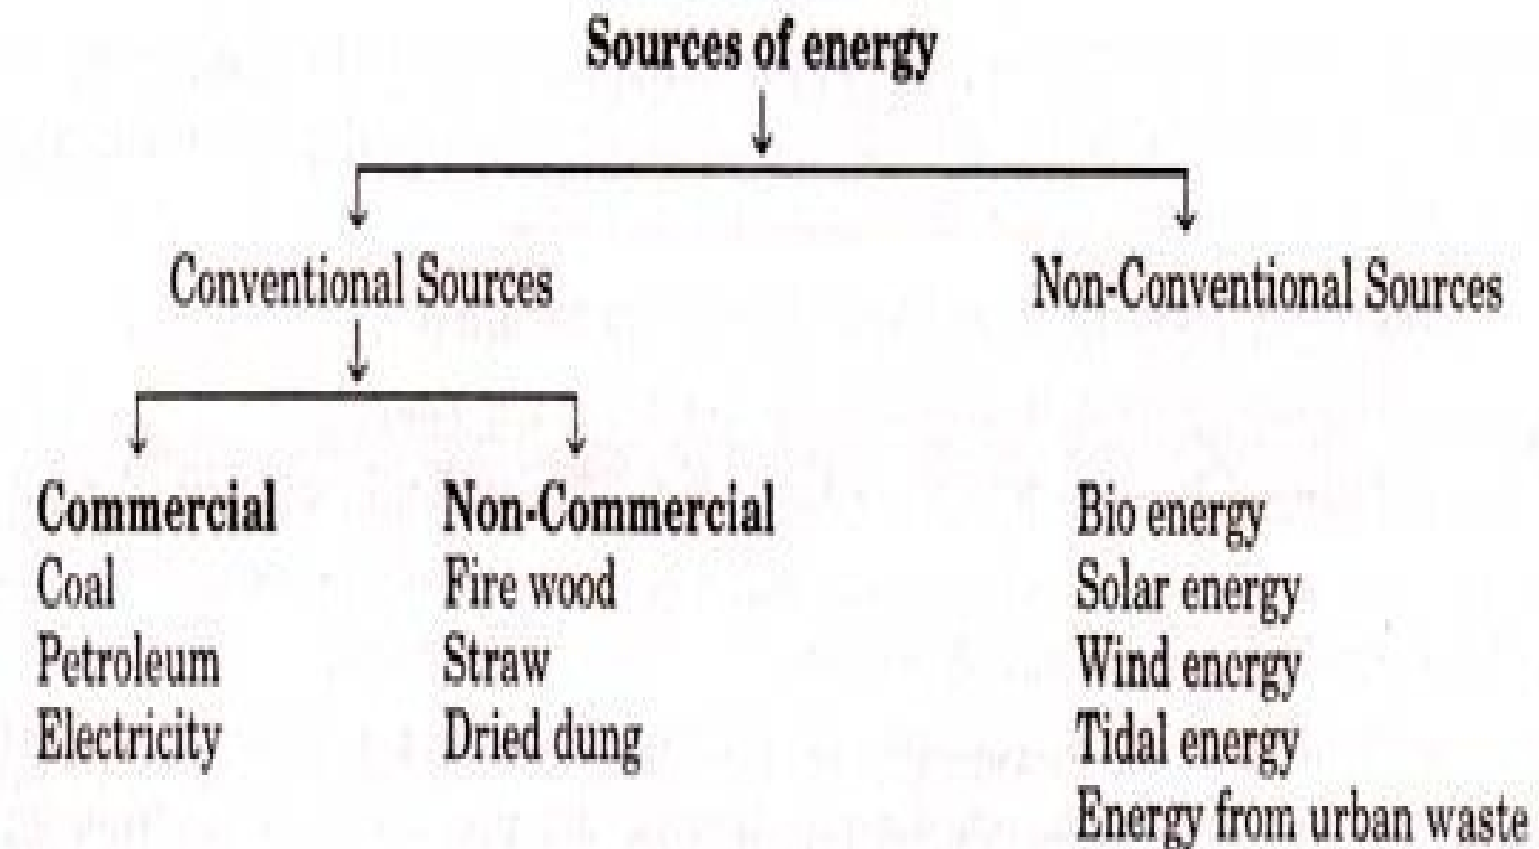 Sources of energy
Conventional Sources
Non-Conventional Sources
Commercial
Coal
Petroleum
Electricity
Non-Commercial
Fire wood
Straw
Dried dung
Bio energy
Solar energy
Wind energy
Tidal energy
Energy from urban waste